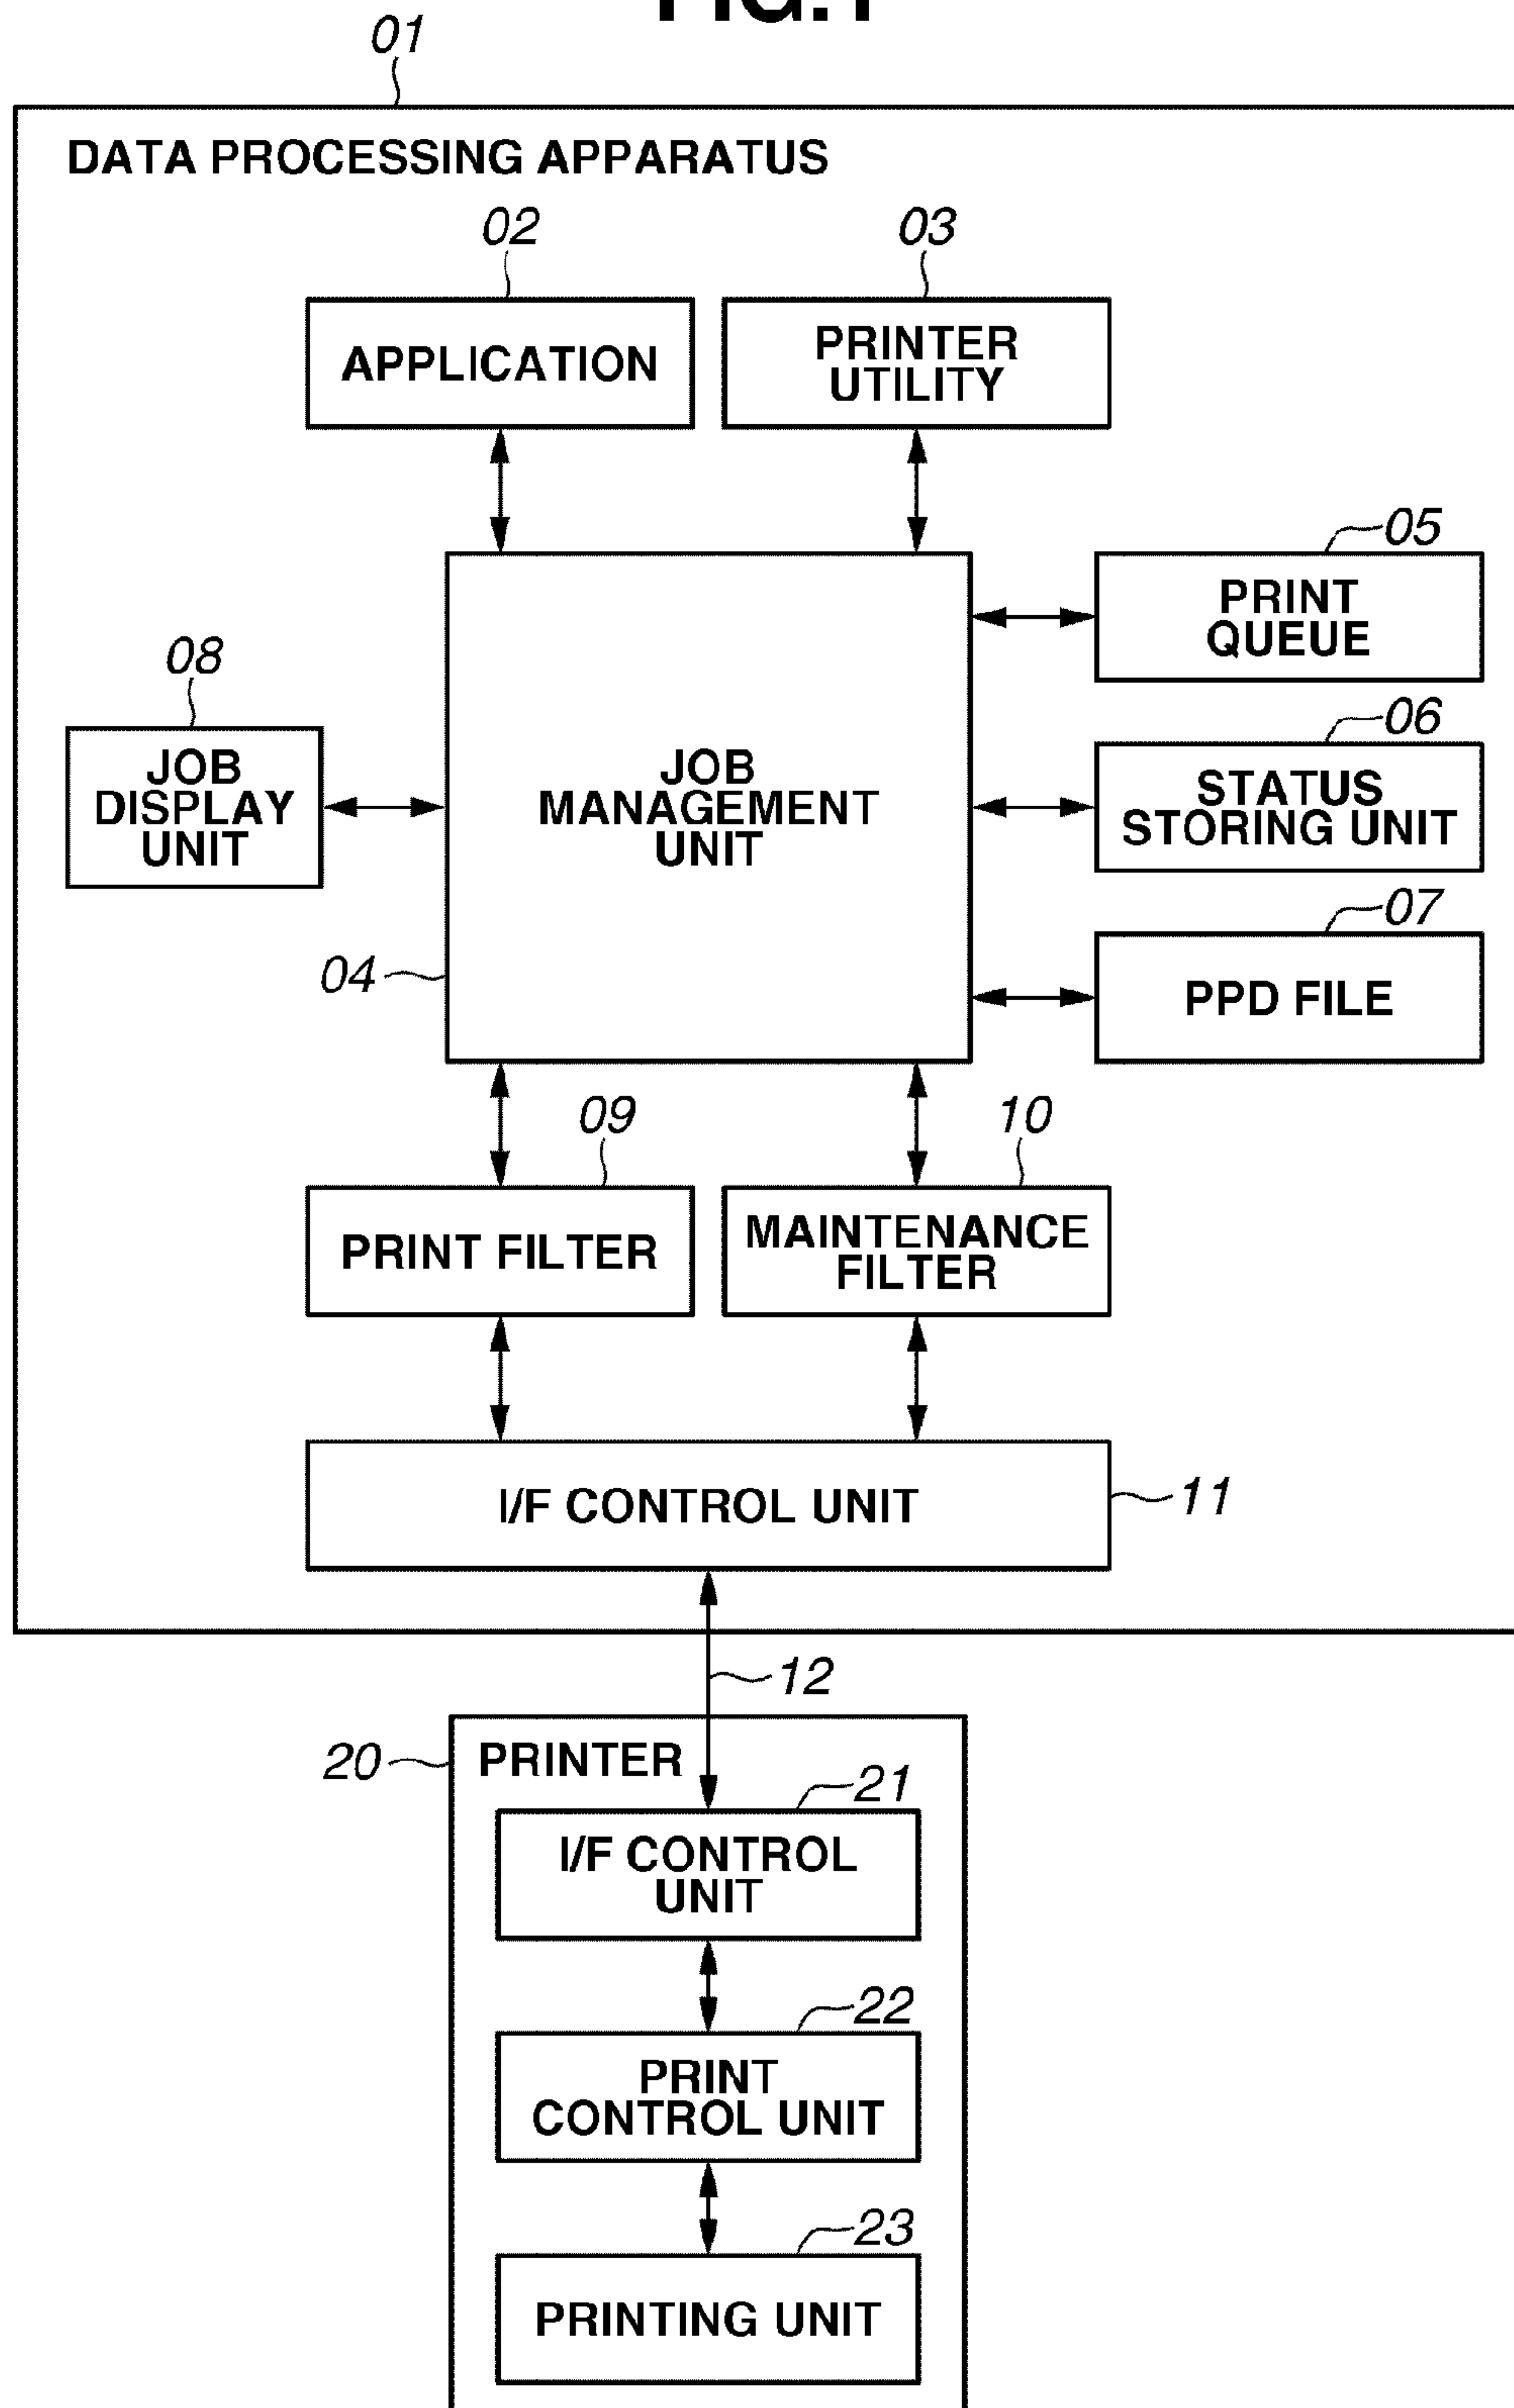 FIG.1
01
DATA PROCESSING APPARATUS
02
03
APPLICATION
PRINTER
UTILITY
05
PRINT
QUEUE
08
06
JOB
DISPLAY
UNIT
JOB
MANAGEMENT
UNIT
STATUS
STORING UNIT
07
04
PPD FILE
09
10
PRINT FILTER
MAINTENANCE
FILTER
I/F CONTROL UNIT
11
12
20
PRINTER
21
I/F CONTROL
UNIT
22
PRINT
CONTROL UNIT
23
PRINTING UNIT